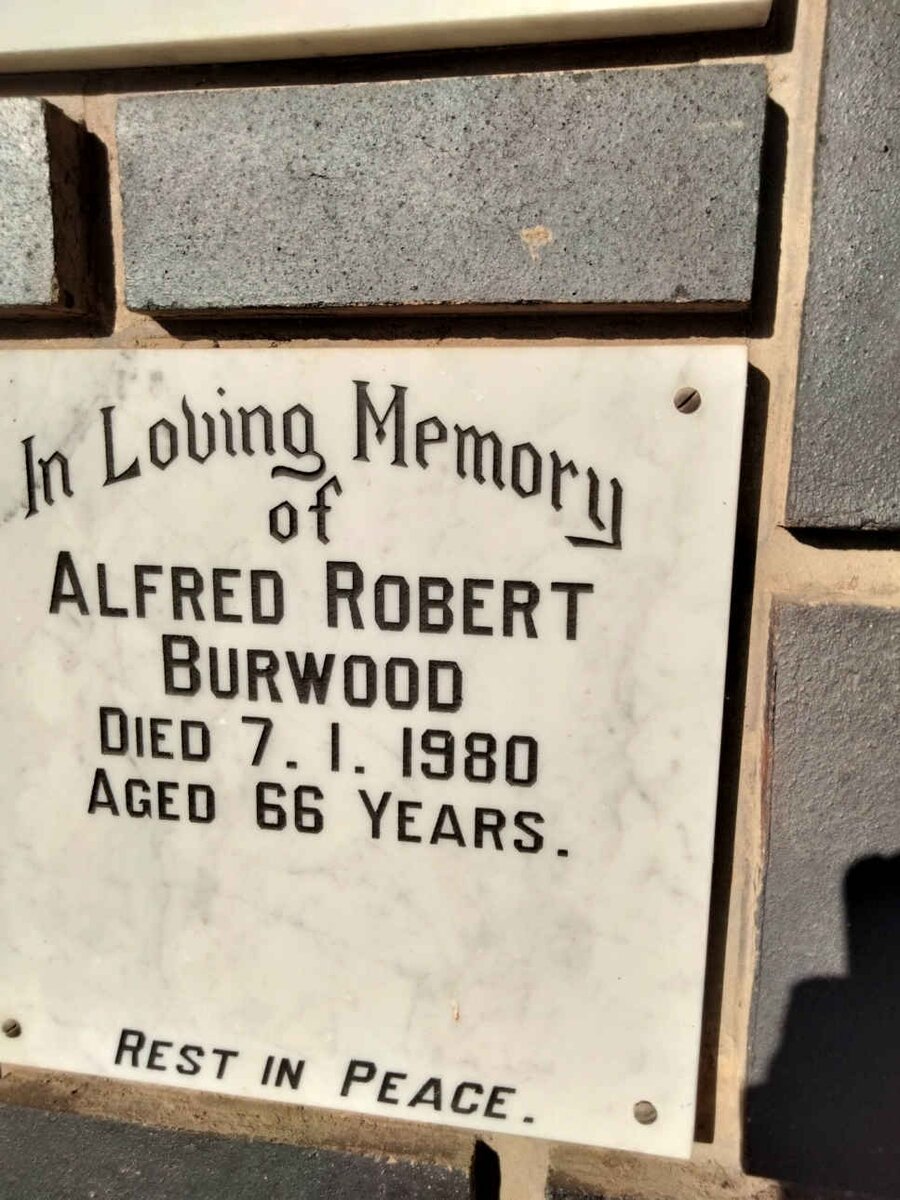 In Loving Memory
of
ALFRED ROBERT
BURWOOD
DIED 7. 1. 1980
AGED 66 YEARS.
REST IN PEACE.